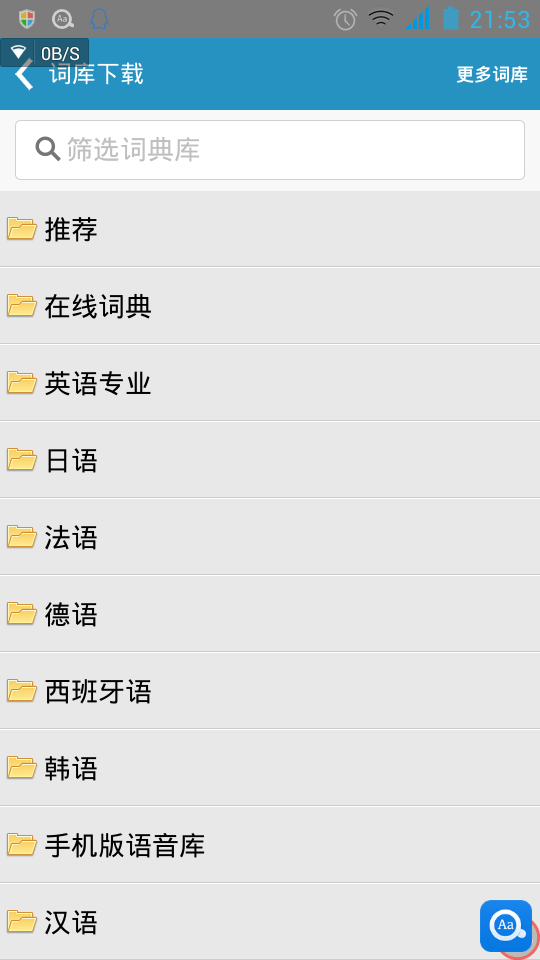 Aa
21:53
0B/S
词库下载
更多词库
筛选词典库
推荐
在线词典
英语专业
日语
法语
德语
西班牙语
韩语
手机版语音库
汉语
Aa